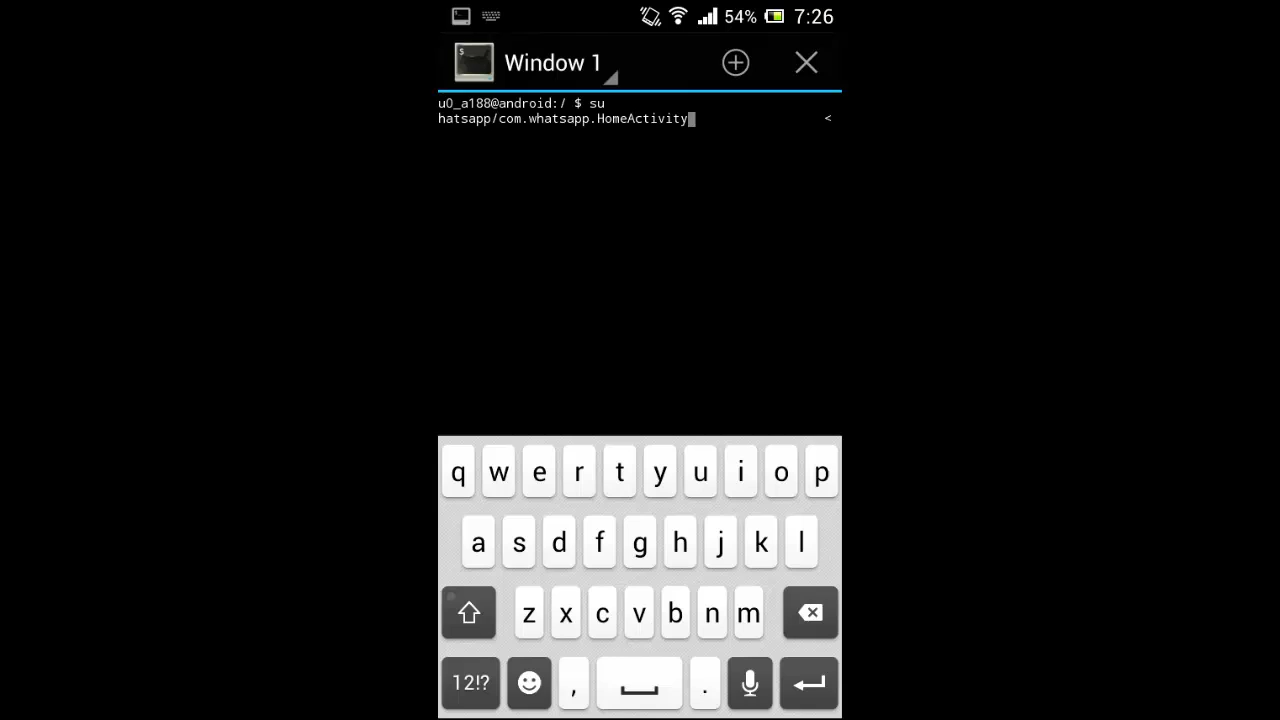 54% 7:26
$ Window 1
u0_a188@android:/ $ su
hatsapp/com.whatsapp.HomeActivity <
q w e r t y u i o p
a s d f g h j k l
z x c v b n m
12!? , .